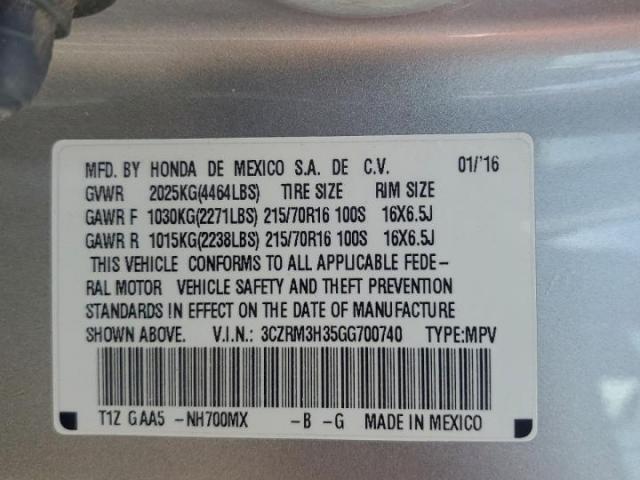 MFD. BY HONDA DE MEXICO S.A. DE C.V. 01/'16
GVWR 2025KG(4464LBS) TIRE SIZE RIM SIZE
GAWR F 1030KG(2271LBS) 215/70R16 100S 16X6.5J
GAWR R 1015KG(2238LBS) 215/70R16 100S 16X6.5J
THIS VEHICLE CONFORMS TO ALL APPLICABLE FEDE-
RAL MOTOR VEHICLE SAFETY AND THEFT PREVENTION
STANDARDS IN EFFECT ON THE DATE OF MANUFACTURE
SHOWN ABOVE. V.I.N.: 3CZRM3H35GG700740 TYPE:MPV
T1Z GAA5 -NH700MX -B -G MADE IN MEXICO